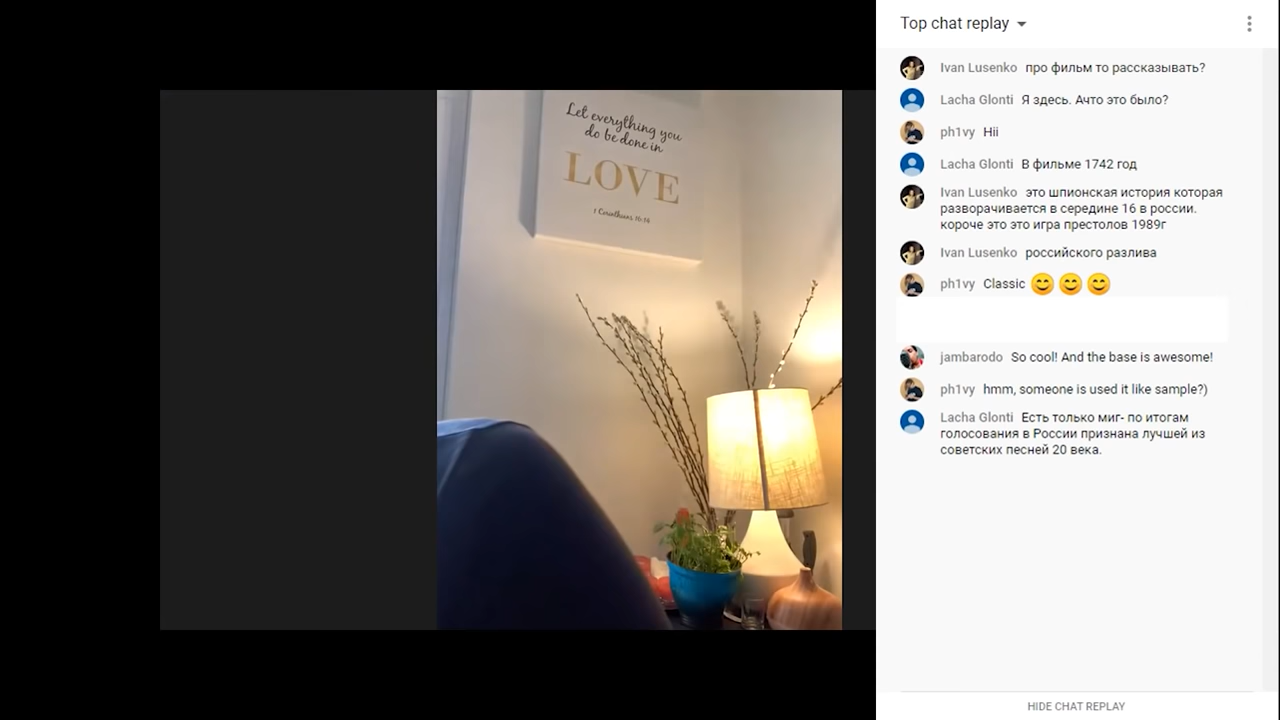 Let everything you
do be done in
LOVE
1 Corinthians 16:14
Top chat replay
Ivan Lusenko про фильм то рассказывать?
Lacha Glonti Я здесь. Ачто это было?
ph1vy Hii
Lacha Glonti В фильме 1742 год
Ivan Lusenko это шпионская история которая
разворачивается в середине 16 в россии.
короче это это игра престолов 1989г
Ivan Lusenko российского разлива
ph1vy Classic 😊😊😊
jambarodo So cool! And the base is awesome!
ph1vy hmm, someone is used it like sample?)
Lacha Glonti Есть только миг- по итогам
голосования в России признана лучшей из
советских песней 20 века.
HIDE CHAT REPLAY